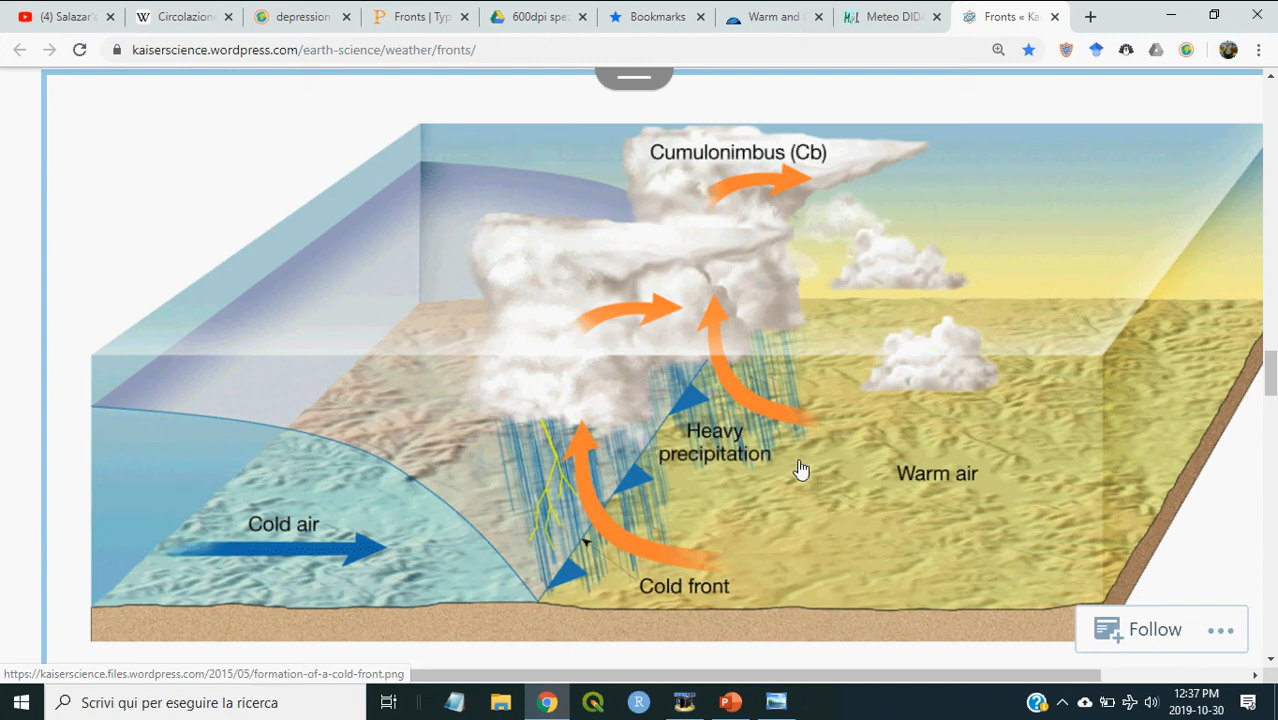 (4) Salazar's
Circolazione
depression
Fronts | Typ
600dpi spe
Bookmarks
Warm and C
Meteo DIDA
Fronts « Ka
kaiserscience.wordpress.com/earth-science/weather/fronts/
Cumulonimbus (Cb)
Heavy
precipitation
Warm air
Cold air
Cold front
Follow
https://kaiserscience.files.wordpress.com/2015/05/formation-of-a-cold-front.png
Scrivi qui per eseguire la ricerca
12:37 PM
2019-10-30